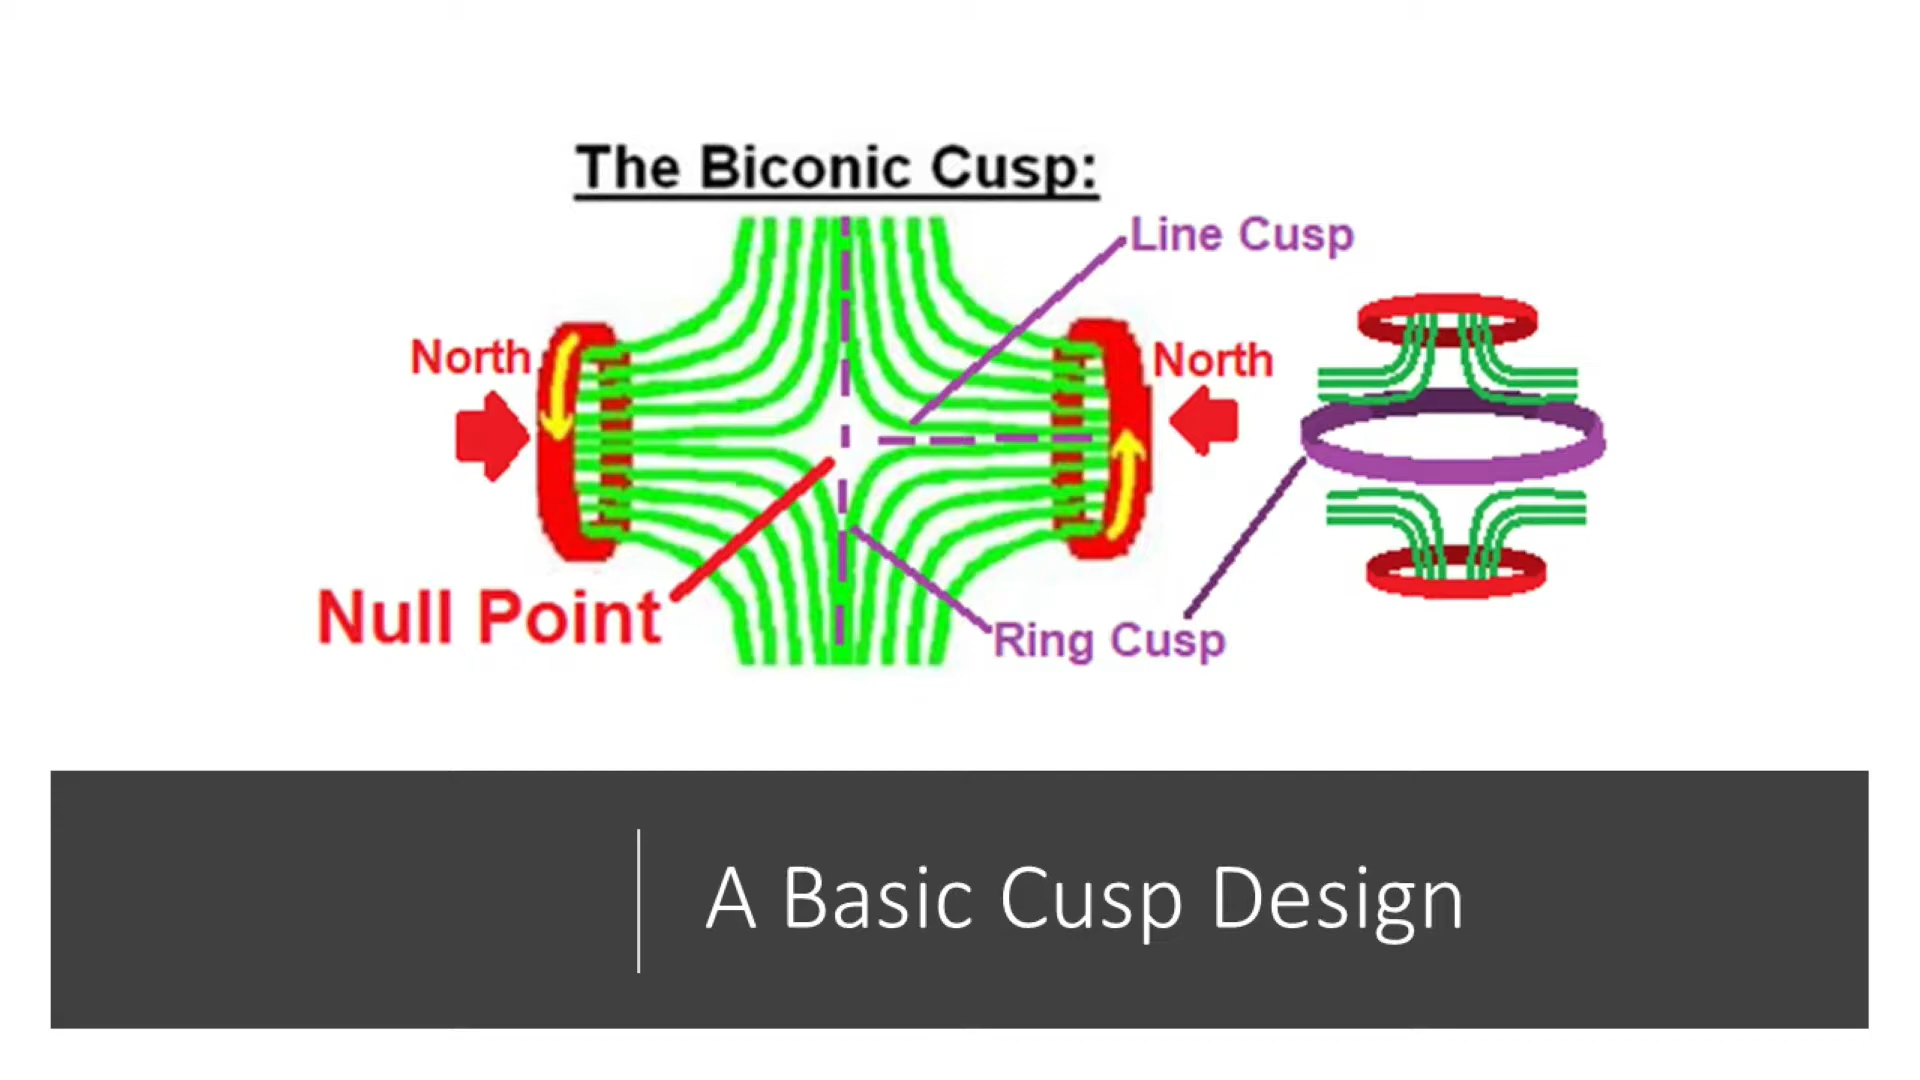 The Biconic Cusp:
Line Cusp
North
North
Null Point
Ring Cusp
A Basic Cusp Design